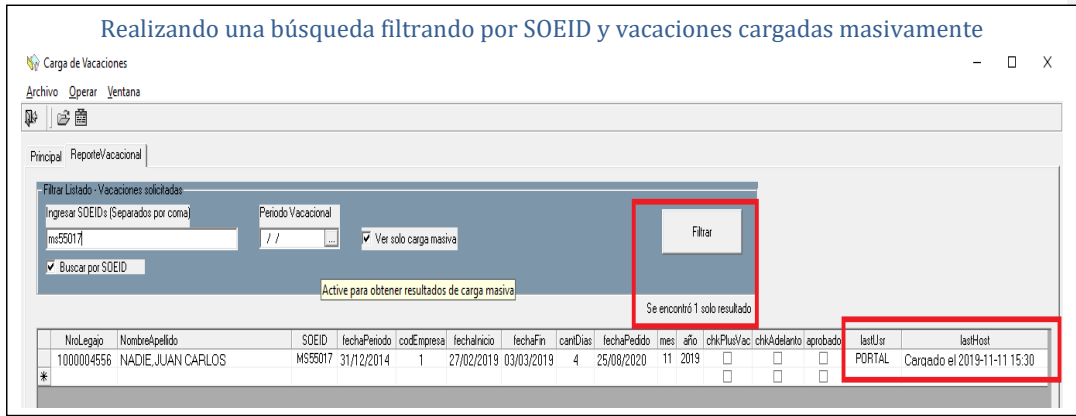 Realizando una búsqueda filtrando por SOEID y vacaciones cargadas masivamente
Carga de Vacaciones
Archivo Operar Ventana
Principal ReporteVacacional
Filtrar Listado - Vacaciones solicitadas
Ingresar SOEIDs (Separados por coma) Periodo Vacacional
ms55017 / / ... Ver solo carga masiva Filtrar
Buscar por SOEID
Active para obtener resultados de carga masiva
Se encontró 1 solo resultado
NroLegajo NombreApellido SOEID fechaPeriodo codEmpresa fechaInicio fechaFin cantDias fechaPedido mes año chkPlusVac chkAdelanto aprobado lastUsr lastHost
1000004556 NADIE,JUAN CARLOS MS55017 31/12/2014 1 27/02/2019 03/03/2019 4 25/08/2020 11 2019 PORTAL Cargado el 2019-11-11 15:30